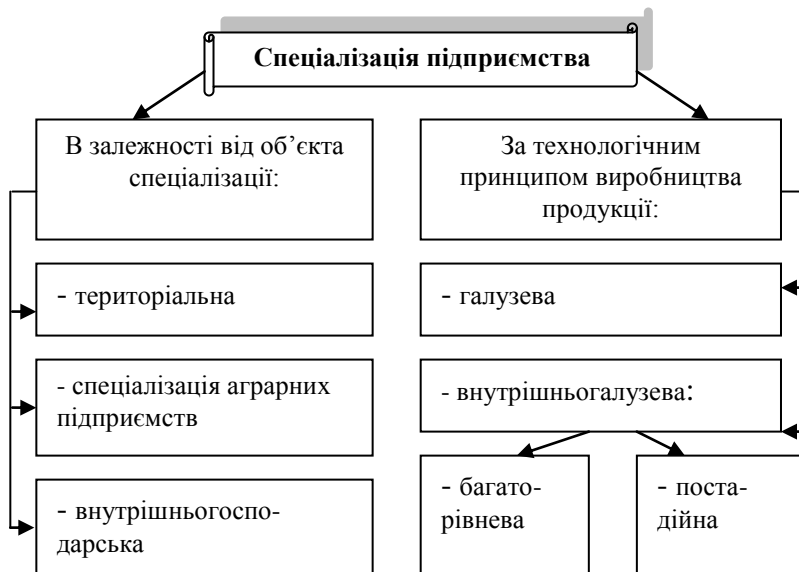 Спеціалізація підприємства
В залежності від об’єкта
спеціалізації:
- територіальна
- спеціалізація аграрних
підприємств
- внутрішньогоспо-
дарська
За технологічним
принципом виробництва
продукції:
- галузева
- внутрішньогалузева:
- багато-
рівнева
- поста-
дійна